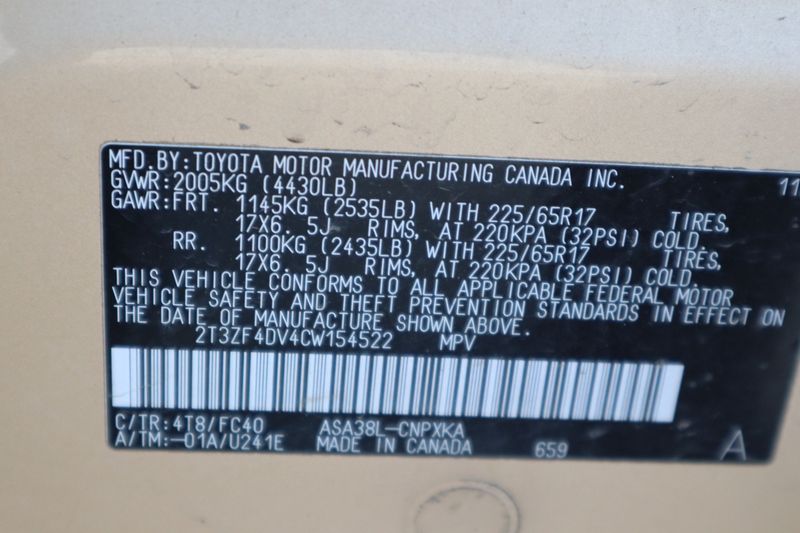 MFD.BY:TOYOTA MOTOR MANUFACTURING CANADA INC. 11
GVWR:2005KG (4430LB)
GAWR:FRT. 1145KG (2535LB) WITH 225/65R17 TIRES,
17X6. 5J RIMS, AT 220KPA (32PSI) COLD.
RR. 1100KG (2435LB) WITH 225/65R17 TIRES,
17X6. 5J RIMS, AT 220KPA (32PSI) COLD.
THIS VEHICLE CONFORMS TO ALL APPLICABLE FEDERAL MOTOR
VEHICLE SAFETY AND THEFT PREVENTION STANDARDS IN EFFECT ON
THE DATE OF MANUFACTURE SHOWN ABOVE.
2T3ZF4DV4CW154522 MPV
C/TR:4T8/FC40 ASA38L-CNPXKA
A/TM:-01A/U241E MADE IN CANADA 659 A